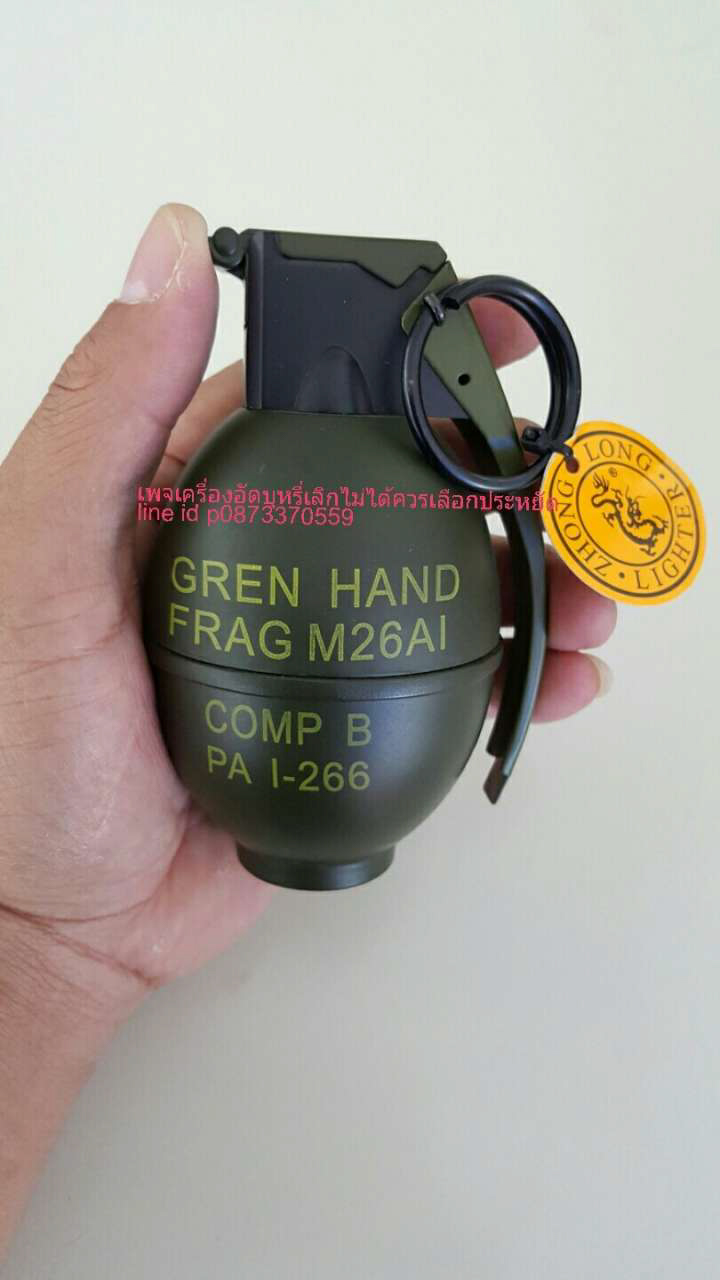 เพจเครื่องอัดบุหรี่เลิกไม่ได้ควรเลือกประหยัด
line id p0873370559
GREN HAND
FRAG M26AI
COMP B
PA I-266
ZHONG LONG LIGHTER
®